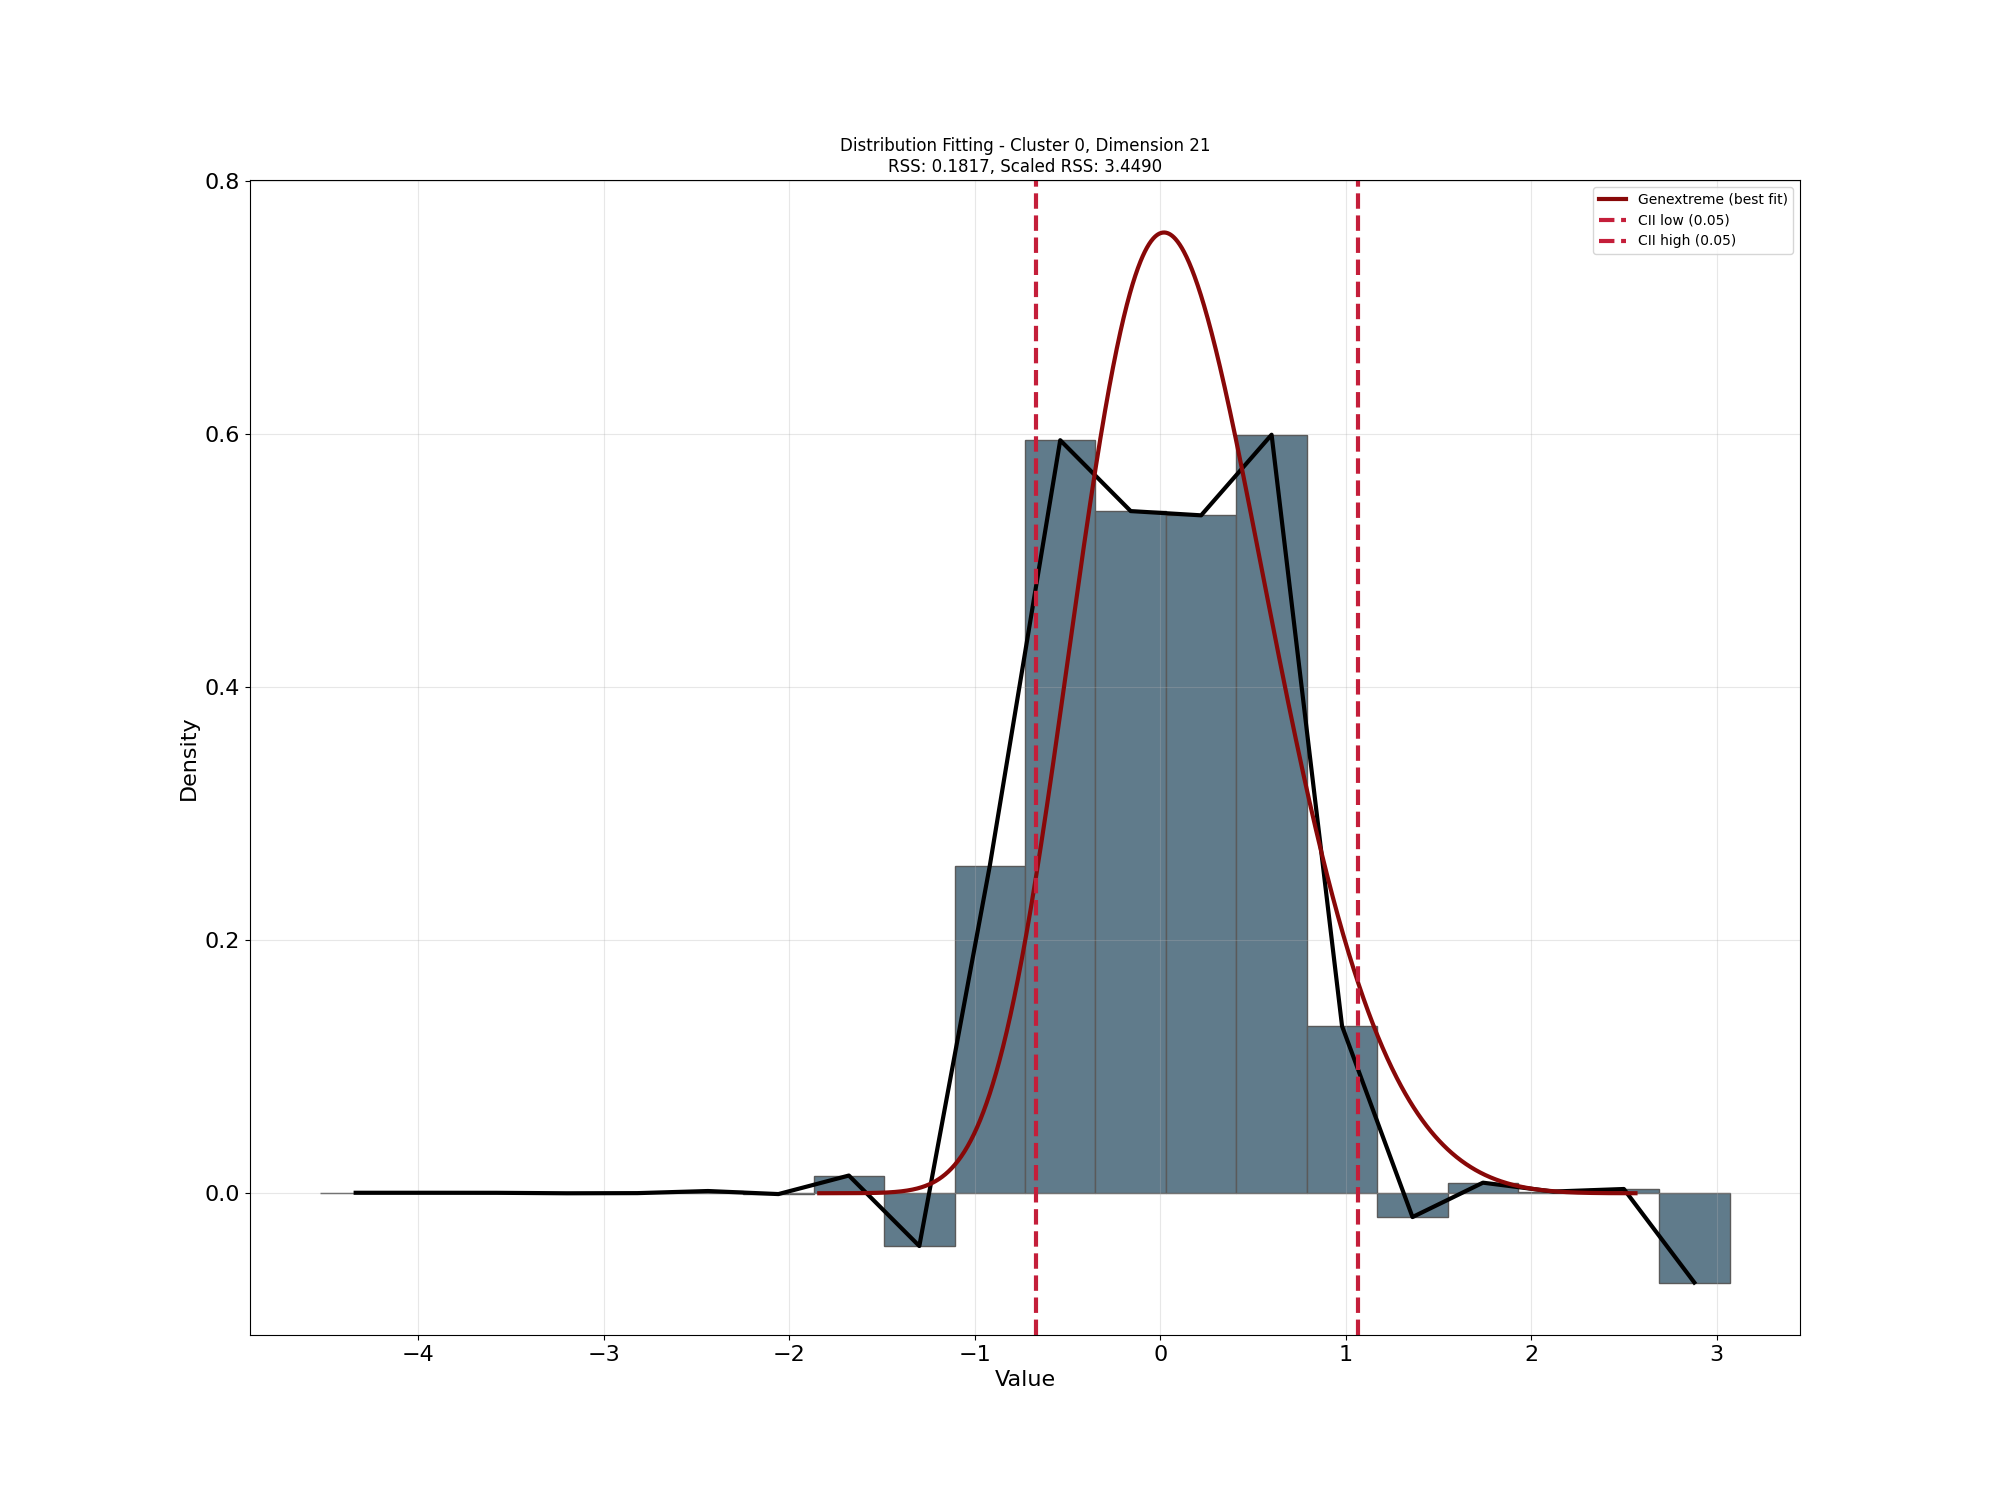 Distribution Fitting - Cluster 0, Dimension 21
RSS: 0.1817, Scaled RSS: 3.4490
Genextreme (best fit)
CII low (0.05)
CII high (0.05)
0.8
0.6
0.4
0.2
0.0
Density
−4
−3
−2
−1
0
1
2
3
Value